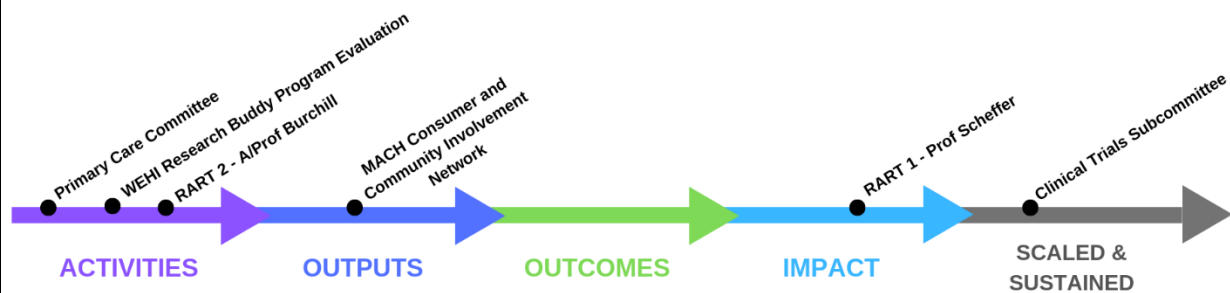 Primary Care Committee
WEHI Research Buddy Program Evaluation
RART 2 - A/Prof Burchill
MACH Consumer and
Community Involvement
Network
RART 1 - Prof Scheffer
Clinical Trials Subcommittee
ACTIVITIES
OUTPUTS
OUTCOMES
IMPACT
SCALED &
SUSTAINED